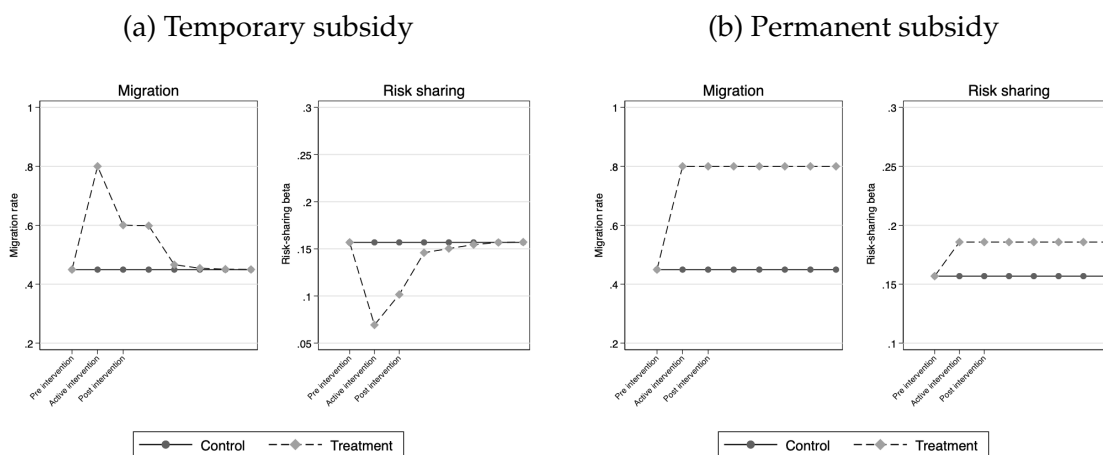 (a) Temporary subsidy
Migration
Migration rate
1
.8
.6
.4
.2
Pre intervention
Active intervention
Post intervention
Risk sharing
Risk-sharing beta
.3
.25
.2
.15
.1
.05
Pre intervention
Active intervention
Post intervention
Control
Treatment
(b) Permanent subsidy
Migration
Migration rate
1
.8
.6
.4
.2
Pre intervention
Active intervention
Post intervention
Risk sharing
Risk-sharing beta
.3
.25
.2
.15
.1
Pre intervention
Active intervention
Post intervention
Control
Treatment